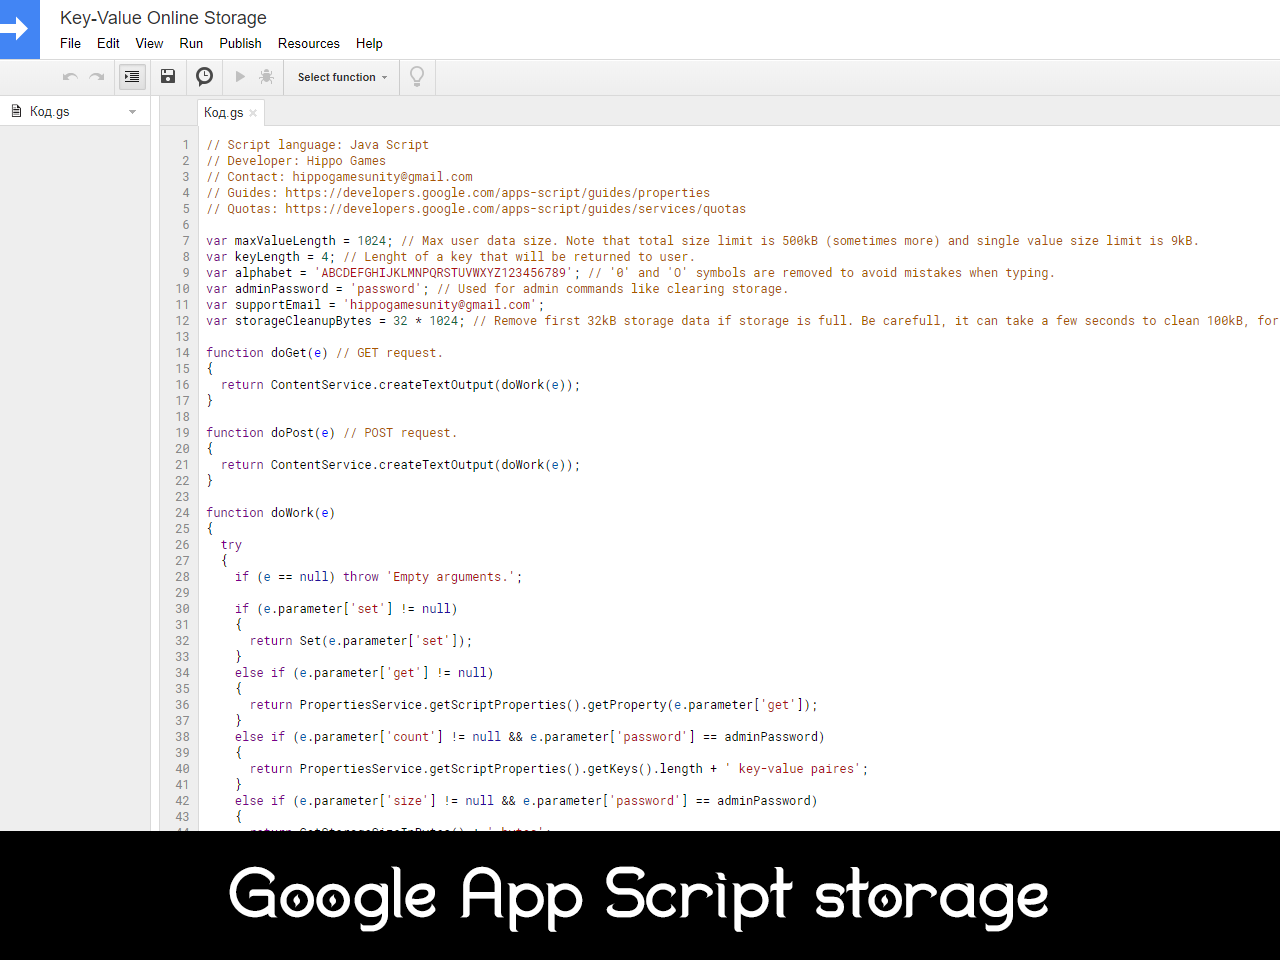 Key-Value Online Storage
File Edit View Run Publish Resources Help
Select function
Код.gs
Код.gs ×
1 // Script language: Java Script
2 // Developer: Hippo Games
3 // Contact: hippogamesunity@gmail.com
4 // Guides: https://developers.google.com/apps-script/guides/properties
5 // Quotas: https://developers.google.com/apps-script/guides/services/quotas
6
7 var maxValueLength = 1024; // Max user data size. Note that total size limit is 500kB (sometimes more) and single value size limit is 9kB.
8 var keyLength = 4; // Lenght of a key that will be returned to user.
9 var alphabet = 'ABCDEFGHIJKLMNPQRSTUVWXYZ123456789'; // '0' and 'O' symbols are removed to avoid mistakes when typing.
10 var adminPassword = 'password'; // Used for admin commands like clearing storage.
11 var supportEmail = 'hippogamesunity@gmail.com';
12 var storageCleanupBytes = 32 * 1024; // Remove first 32kB storage data if storage is full. Be carefull, it can take a few seconds to clean 100kB, for
13
14 function doGet(e) // GET request.
15 {
16 return ContentService.createTextOutput(doWork(e));
17 }
18
19 function doPost(e) // POST request.
20 {
21 return ContentService.createTextOutput(doWork(e));
22 }
23
24 function doWork(e)
25 {
26 try
27 {
28 if (e == null) throw 'Empty arguments.';
29
30 if (e.parameter['set'] != null)
31 {
32 return Set(e.parameter['set']);
33 }
34 else if (e.parameter['get'] != null)
35 {
36 return PropertiesService.getScriptProperties().getProperty(e.parameter['get']);
37 }
38 else if (e.parameter['count'] != null && e.parameter['password'] == adminPassword)
39 {
40 return PropertiesService.getScriptProperties().getKeys().length + ' key-value paires';
41 }
42 else if (e.parameter['size'] != null && e.parameter['password'] == adminPassword)
43 {
Google App Script storage